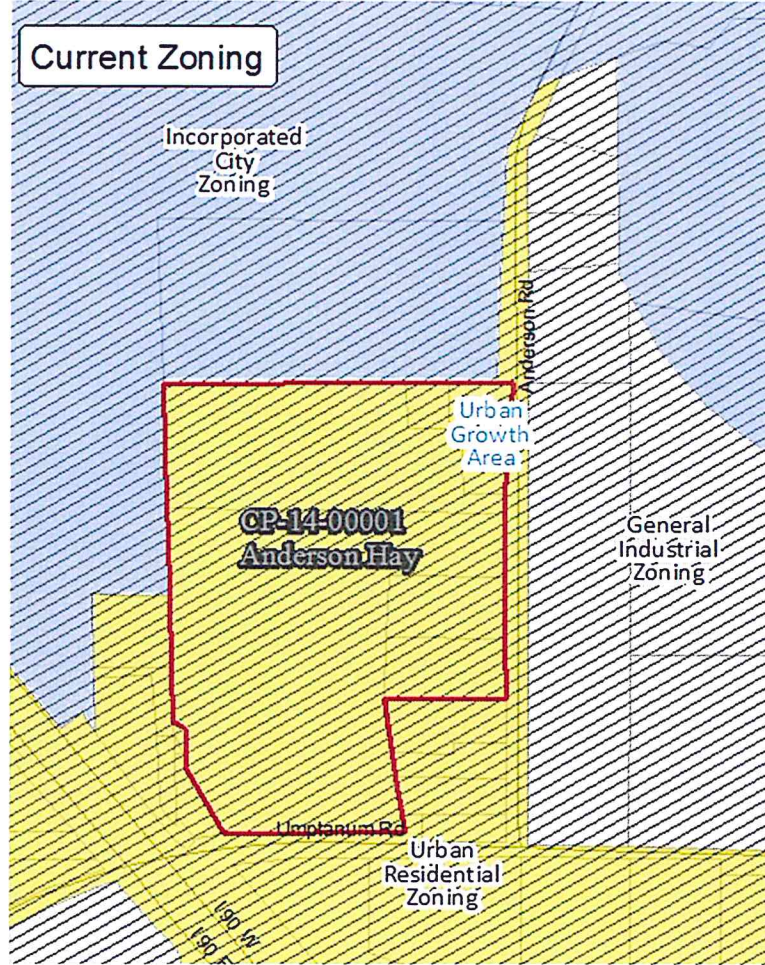 Current Zoning
Incorporated
City
Zoning
Anderson Rd
Urban
Growth
Area
CP-14-00001
Anderson Hay
General
Industrial
Zoning
Umptanum Rd
Urban
Residential
Zoning
I 90 W
I 90 E